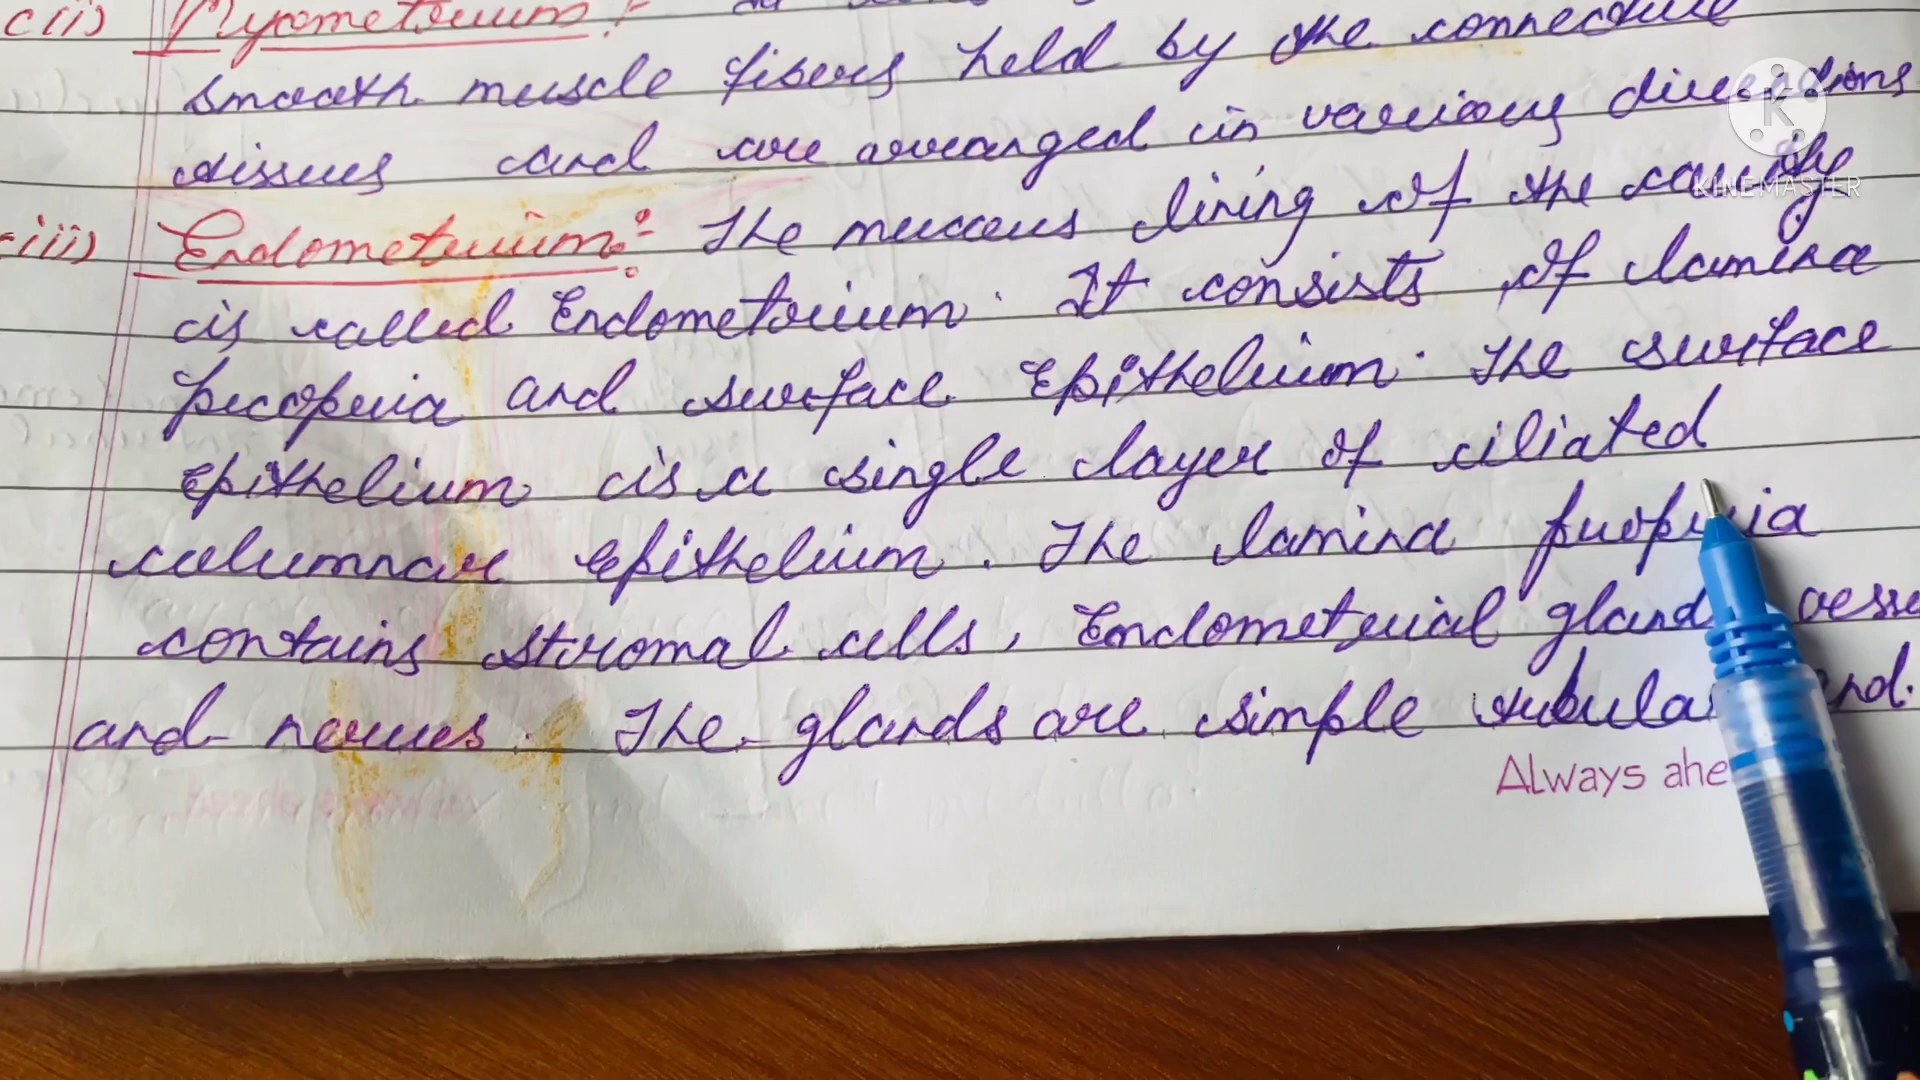 (ii) Myometrium:-
smooth muscle fibers held by the connective
tissues and are arranged in various directions
iii) Endometrium:- The mucous lining of the cavity
is called Endometrium. It consists of lamina
propria and surface Epithelium. The surface
Epithelium is a single layer of ciliated
columnar epithelium. The lamina propria
contains stromal cells, Endometrial gland vesse
and nerves. The glands are simple tubular end.
Always ahe
KINEMASTER